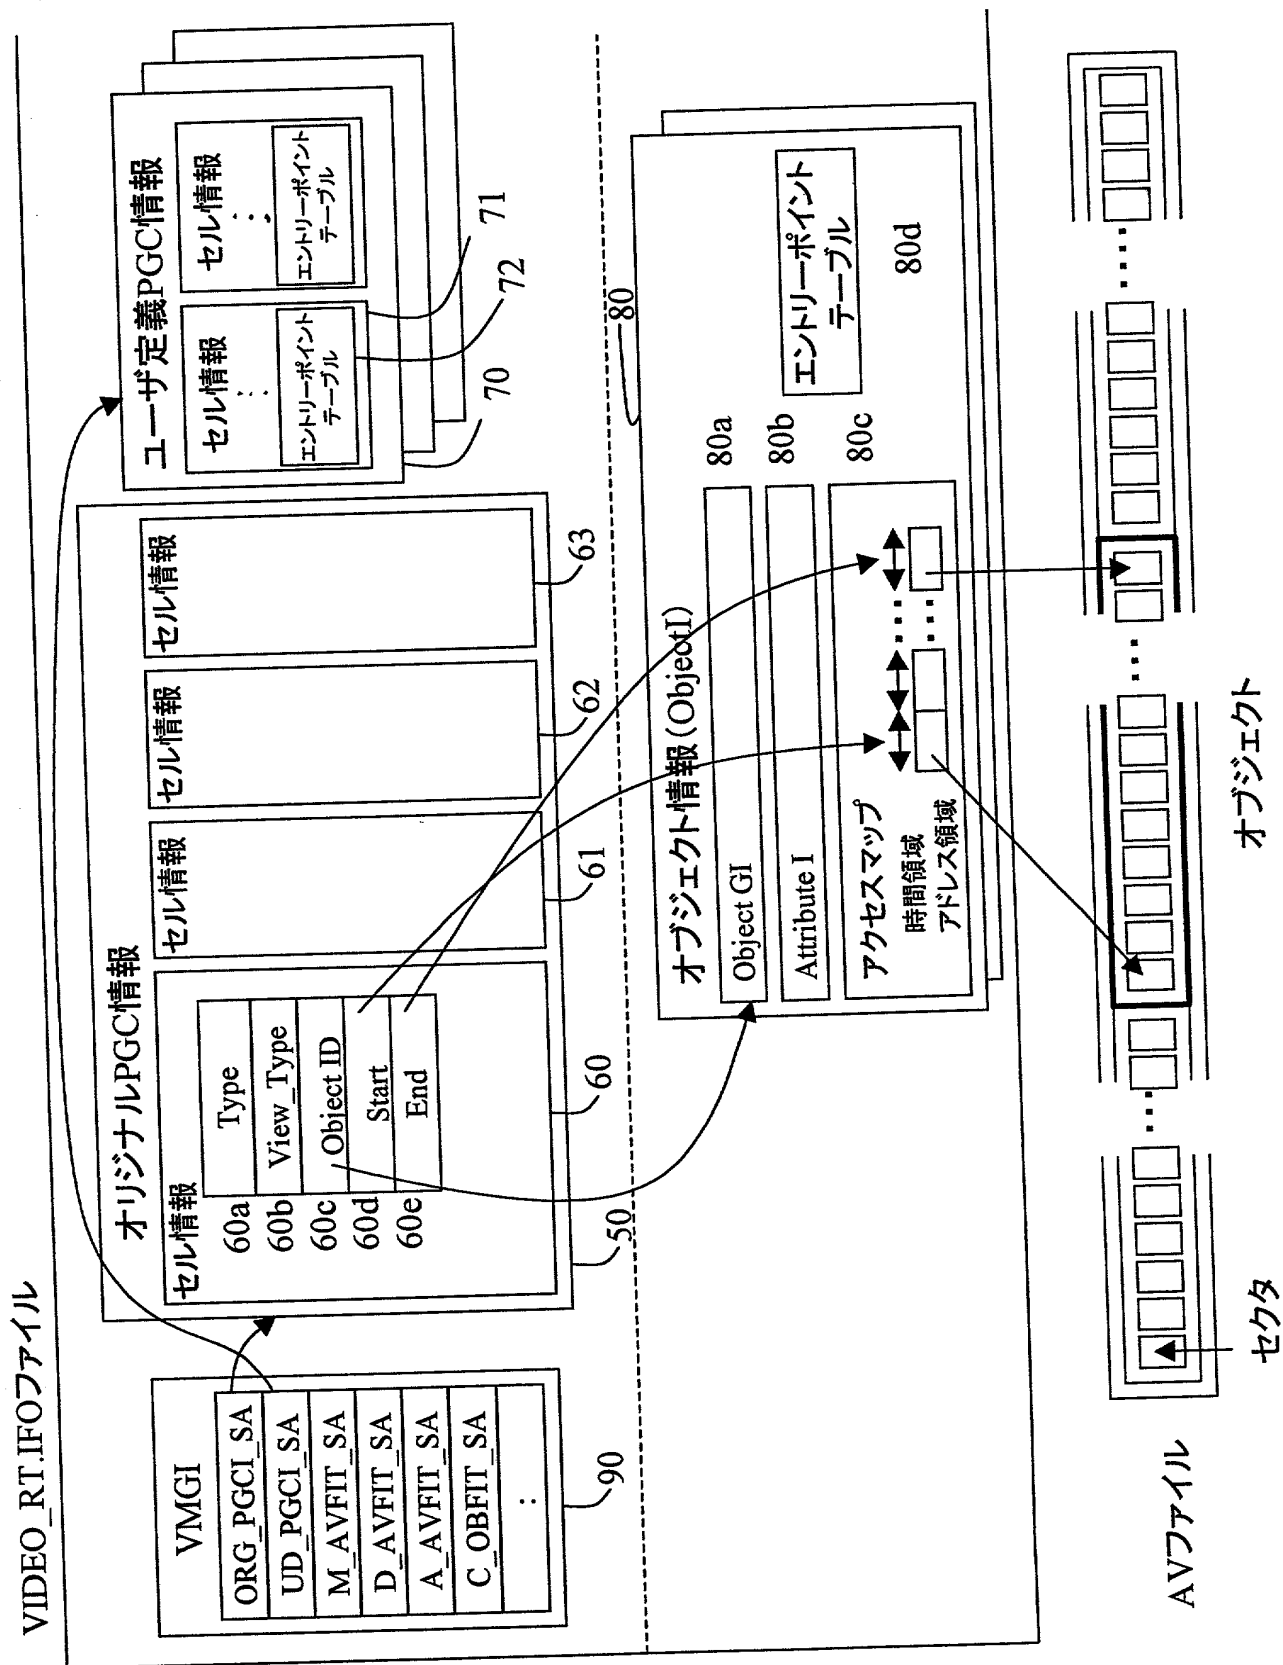 VIDEO_RT.IFOファイル
VMGI
ORG_PGCI_SA
UD_PGCI_SA
M_AVFIT_SA
D_AVFIT_SA
A_AVFIT_SA
C_OBFIT_SA
:
90
オリジナルPGC情報
セル情報
60a
Type
60b
View_Type
60c
Object ID
60d
Start
60e
End
60
50
セル情報
61
セル情報
62
セル情報
63
ユーザ定義PGC情報
セル情報
:
エントリーポイント
テーブル
セル情報
:
エントリーポイント
テーブル
71
72
70
80
オブジェクト情報(ObjectI)
Object GI
80a
Attribute I
80b
アクセスマップ
80c
時間領域
アドレス領域
エントリーポイント
テーブル
80d
AVファイル
セクタ
オブジェクト